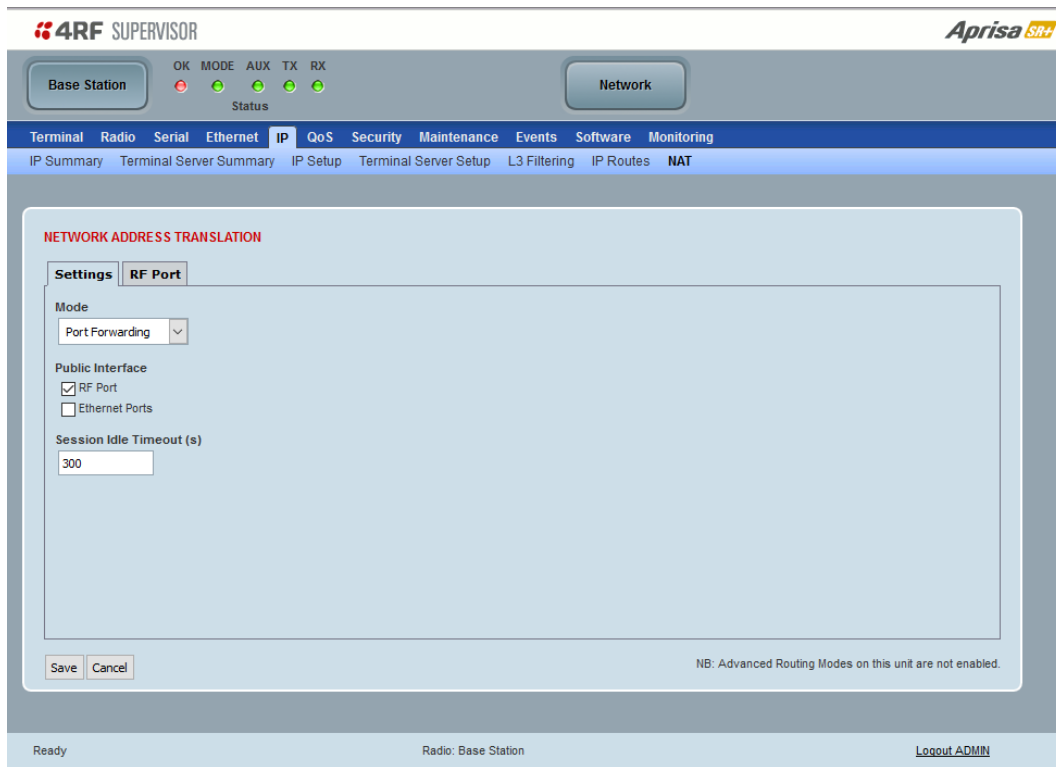 4RF SUPERVISOR
Aprisa SR+
OK MODE AUX TX RX
Base Station
Status
Network
Terminal Radio Serial Ethernet IP QoS Security Maintenance Events Software Monitoring
IP Summary Terminal Server Summary IP Setup Terminal Server Setup L3 Filtering IP Routes NAT
NETWORK ADDRESS TRANSLATION
Settings RF Port
Mode
Port Forwarding
Public Interface
RF Port
Ethernet Ports
Session Idle Timeout (s)
300
Save Cancel
NB: Advanced Routing Modes on this unit are not enabled.
Ready
Radio: Base Station
Logout ADMIN